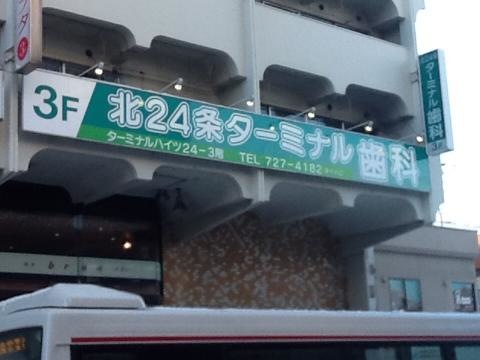 3F
北24条ターミナル歯科
ターミナルハイツ24-3階 TEL 727-4182
ターミナル歯科
3F